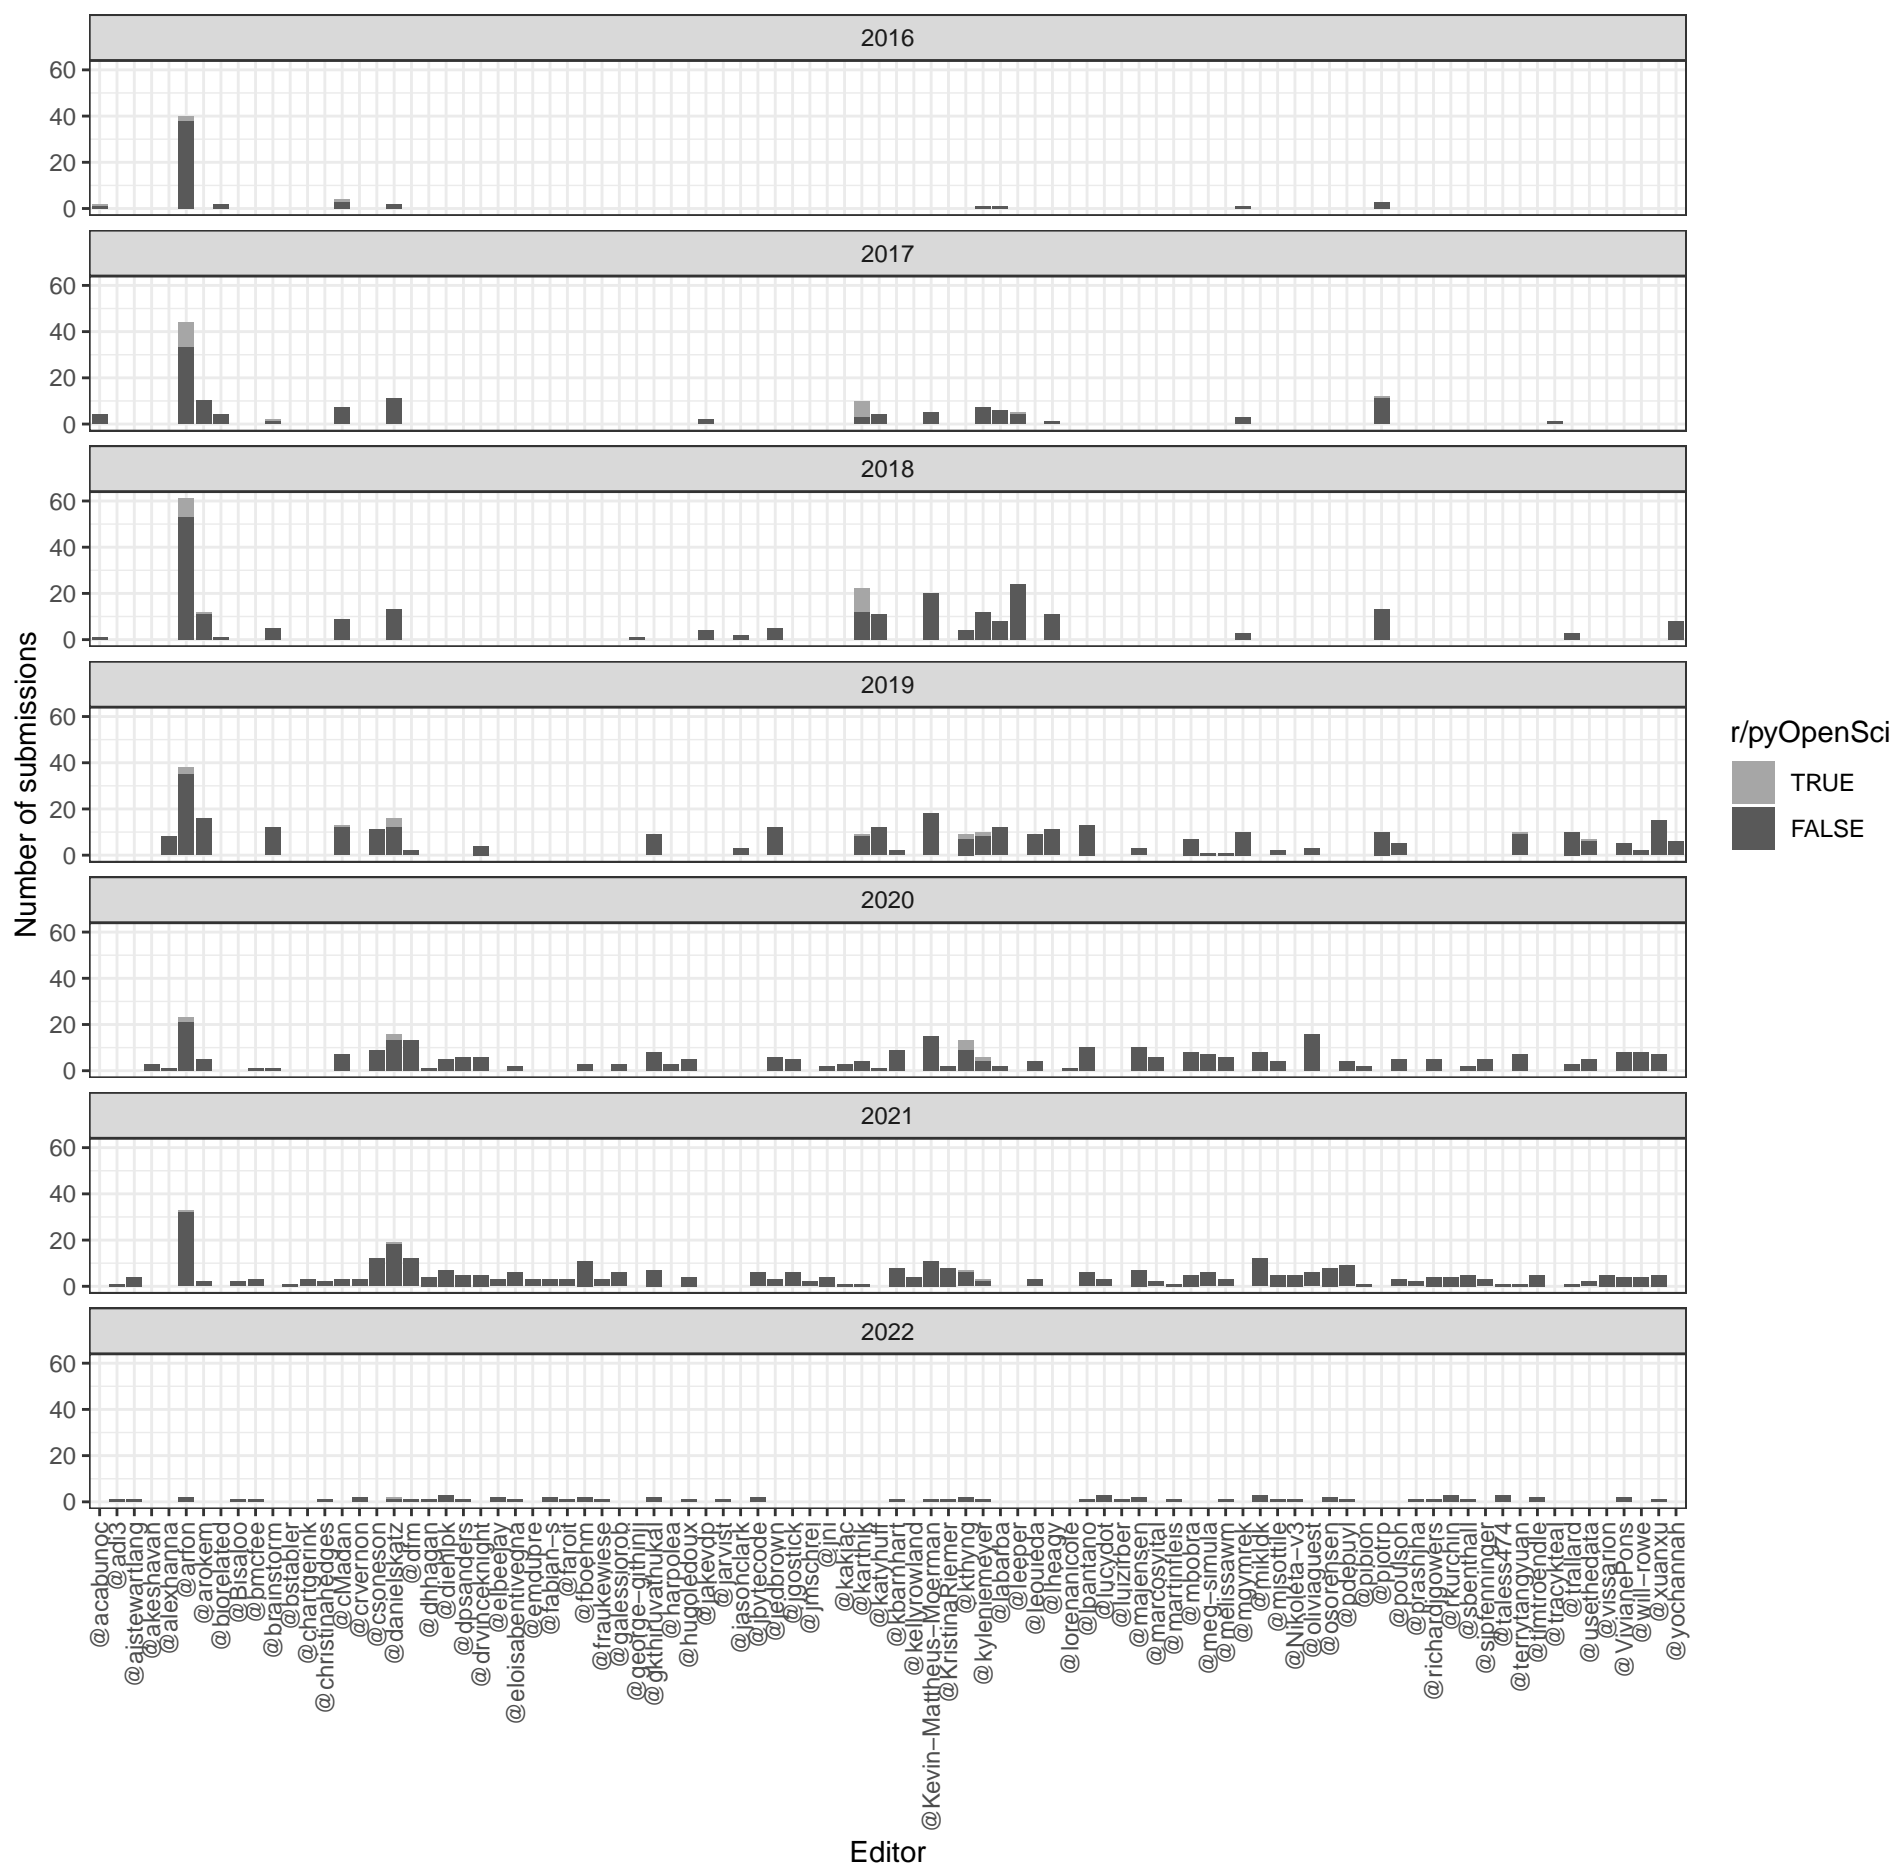 2016
60
40
20
0
2017
60
40
20
0
2018
60
40
20
0
2019
60
40
20
0
2020
60
40
20
0
2021
60
40
20
0
2022
60
40
20
0
Number of submissions
r/pyOpenSci
TRUE
FALSE
@acabunoc
@adi3
@ajstewartlang
@akeshavan
@alexhanna
@arfon
@arokem
@biorelated
@Bisaloo
@bmcfee
@brainstorm
@bstabler
@chartgerink
@christinahedges
@cMadan
@crvernon
@csoneson
@danielskatz
@dfm
@dhhagan
@diehlpk
@dpsanders
@drvinceknight
@elbeejay
@eloisabentivegna
@emdupre
@fabian−s
@faroit
@fboehm
@fraukewiese
@galessiorob
@george−githinji
@gkthiruvathukal
@harpolea
@hugoledoux
@jakevdp
@jarvist
@jasonclark
@jbytecode
@jedbrown
@jgostick
@jmschrei
@jni
@kakiac
@karthik
@katyhuff
@kbarnhart
@kellyrowland
@Kevin−Mattheus−Moerman
@KristinaRiemer
@kthyng
@kyleniemeyer
@labarba
@leeper
@leouieda
@lheagy
@lorenanicole
@lpantano
@lucydot
@luizirber
@majensen
@marcosvital
@martinfleis
@mbobra
@meg−simula
@melissawm
@mgymrek
@mikldk
@mjsottile
@Nikoleta−v3
@oliviaguest
@osorensen
@pdebuyl
@pibion
@pjotrp
@poulson
@prashjha
@richardjgowers
@rkurchin
@sbenthall
@sjpfenninger
@taless474
@terrytangyuan
@timtroendle
@tracykteal
@trallard
@usethedata
@vissarion
@VivianePons
@will−rowe
@xuanxu
@yochannah
Editor